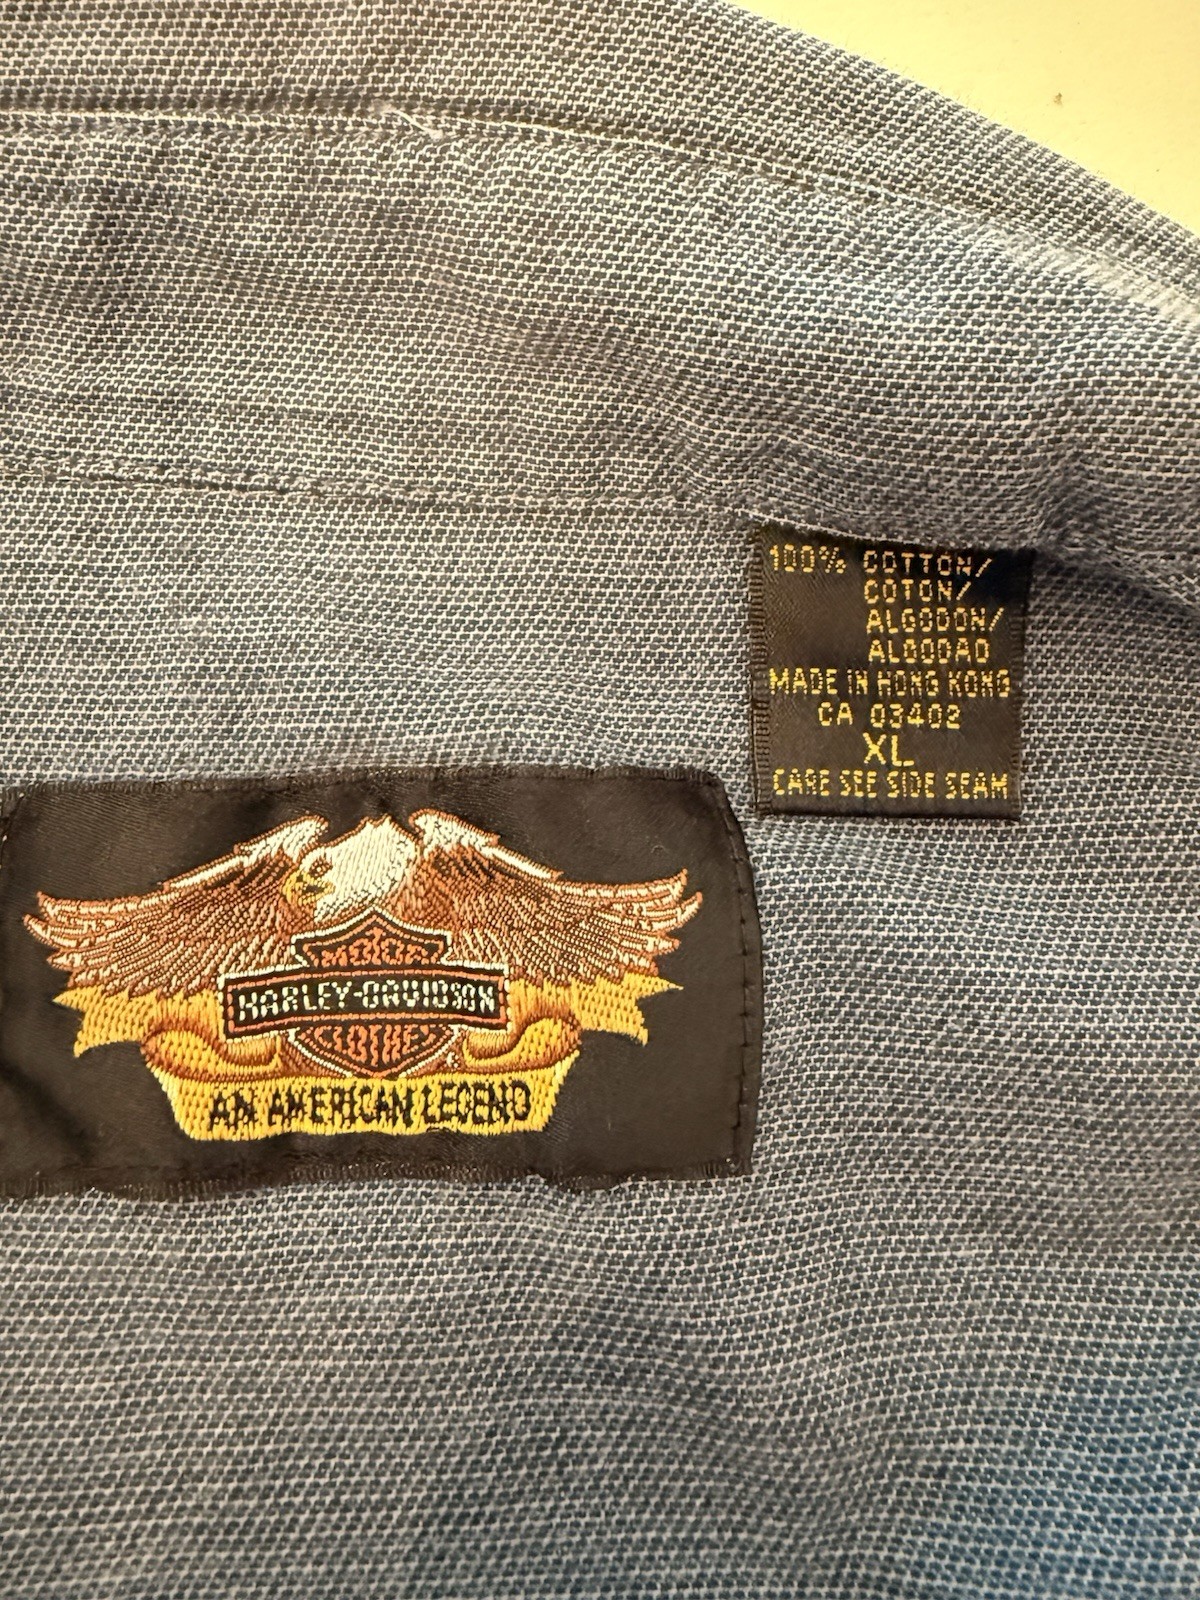 100% COTTON/
COTON/
ALGODON/
ALGODAO
MADE IN HONG KONG
CA 03402
XL
CARE SEE SIDE SEAM
MOTOR
HARLEY-DAVIDSON
CLOTHES
AN AMERICAN LEGEND